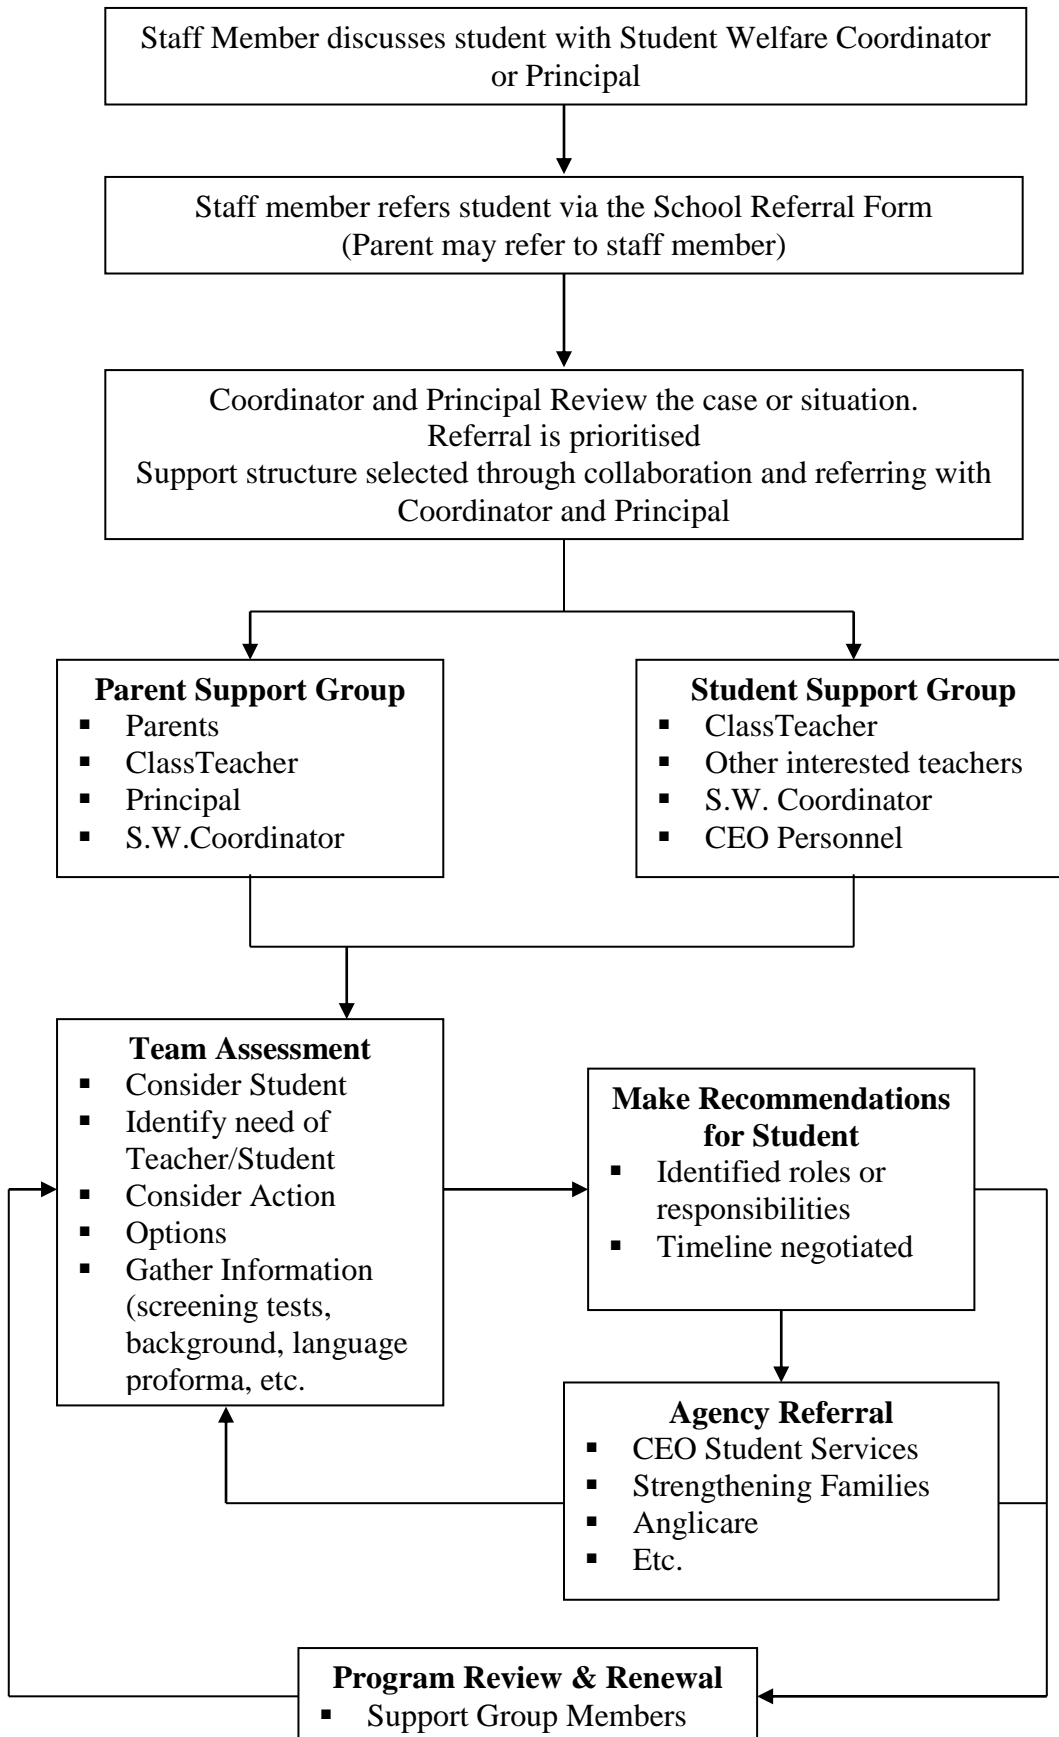 Staff Member discusses student with Student Welfare Coordinator
or Principal
Staff member refers student via the School Referral Form
(Parent may refer to staff member)
Coordinator and Principal Review the case or situation.
Referral is prioritised
Support structure selected through collaboration and referring with
Coordinator and Principal
Parent Support Group
▪ Parents
▪ ClassTeacher
▪ Principal
▪ S.W.Coordinator
Student Support Group
▪ ClassTeacher
▪ Other interested teachers
▪ S.W. Coordinator
▪ CEO Personnel
Team Assessment
▪ Consider Student
▪ Identify need of
Teacher/Student
▪ Consider Action
▪ Options
▪ Gather Information
(screening tests,
background, language
proforma, etc.
Make Recommendations
for Student
▪ Identified roles or
responsibilities
▪ Timeline negotiated
Agency Referral
▪ CEO Student Services
▪ Strengthening Families
▪ Anglicare
▪ Etc.
Program Review & Renewal
▪ Support Group Members